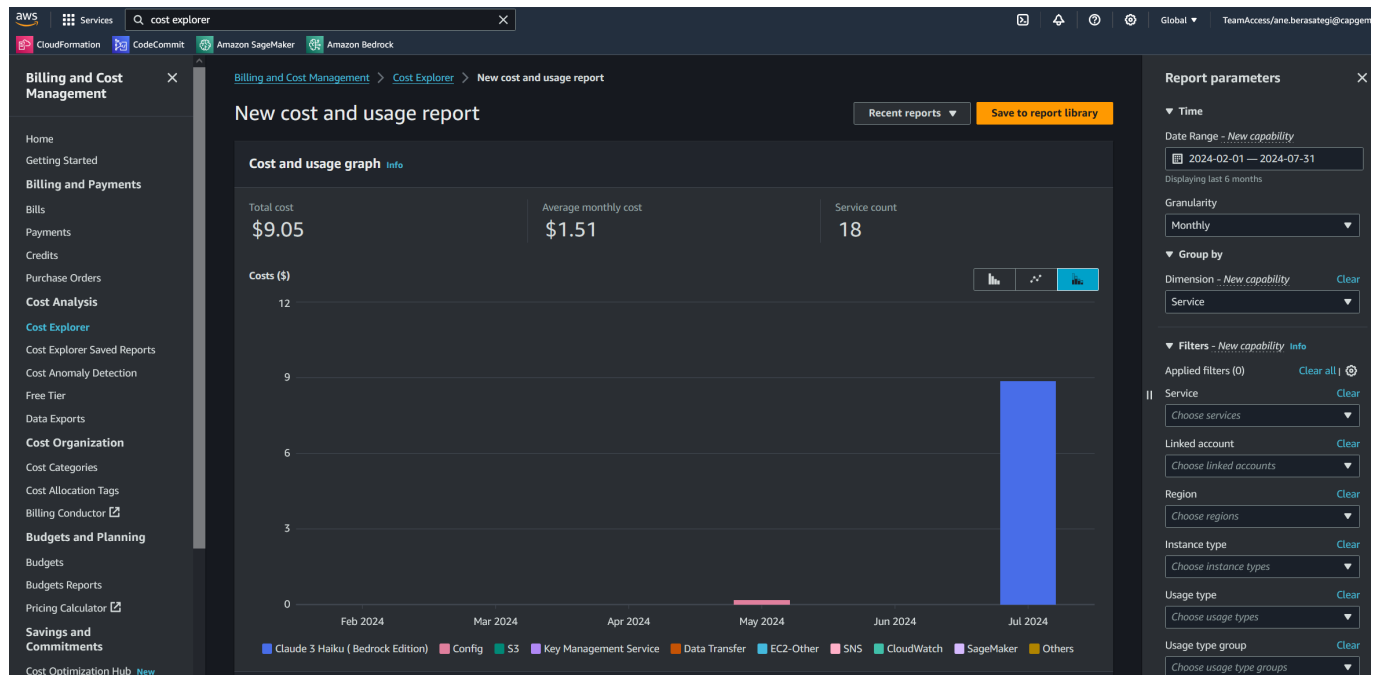 aws
Services
cost explorer
Global
TeamAccess/ane.berasategi@capgem
CloudFormation
CodeCommit
Amazon SageMaker
Amazon Bedrock
Billing and Cost
Management
Home
Getting Started
Billing and Payments
Bills
Payments
Credits
Purchase Orders
Cost Analysis
Cost Explorer
Cost Explorer Saved Reports
Cost Anomaly Detection
Free Tier
Data Exports
Cost Organization
Cost Categories
Cost Allocation Tags
Billing Conductor
Budgets and Planning
Budgets
Budgets Reports
Pricing Calculator
Savings and
Commitments
Cost Optimization Hub New
Billing and Cost Management > Cost Explorer > New cost and usage report
New cost and usage report
Recent reports
Save to report library
Cost and usage graph Info
Total cost
$9.05
Average monthly cost
$1.51
Service count
18
Costs ($)
12
9
6
3
0
Feb 2024
Mar 2024
Apr 2024
May 2024
Jun 2024
Jul 2024
Claude 3 Haiku ( Bedrock Edition)
Config
S3
Key Management Service
Data Transfer
EC2-Other
SNS
CloudWatch
SageMaker
Others
Report parameters
Time
Date Range - New capability
2024-02-01 — 2024-07-31
Displaying last 6 months
Granularity
Monthly
Group by
Dimension - New capability
Clear
Service
Filters - New capability Info
Applied filters (0)
Clear all |
Service
Clear
Choose services
Linked account
Clear
Choose linked accounts
Region
Clear
Choose regions
Instance type
Clear
Choose instance types
Usage type
Clear
Choose usage types
Usage type group
Clear
Choose usage type groups